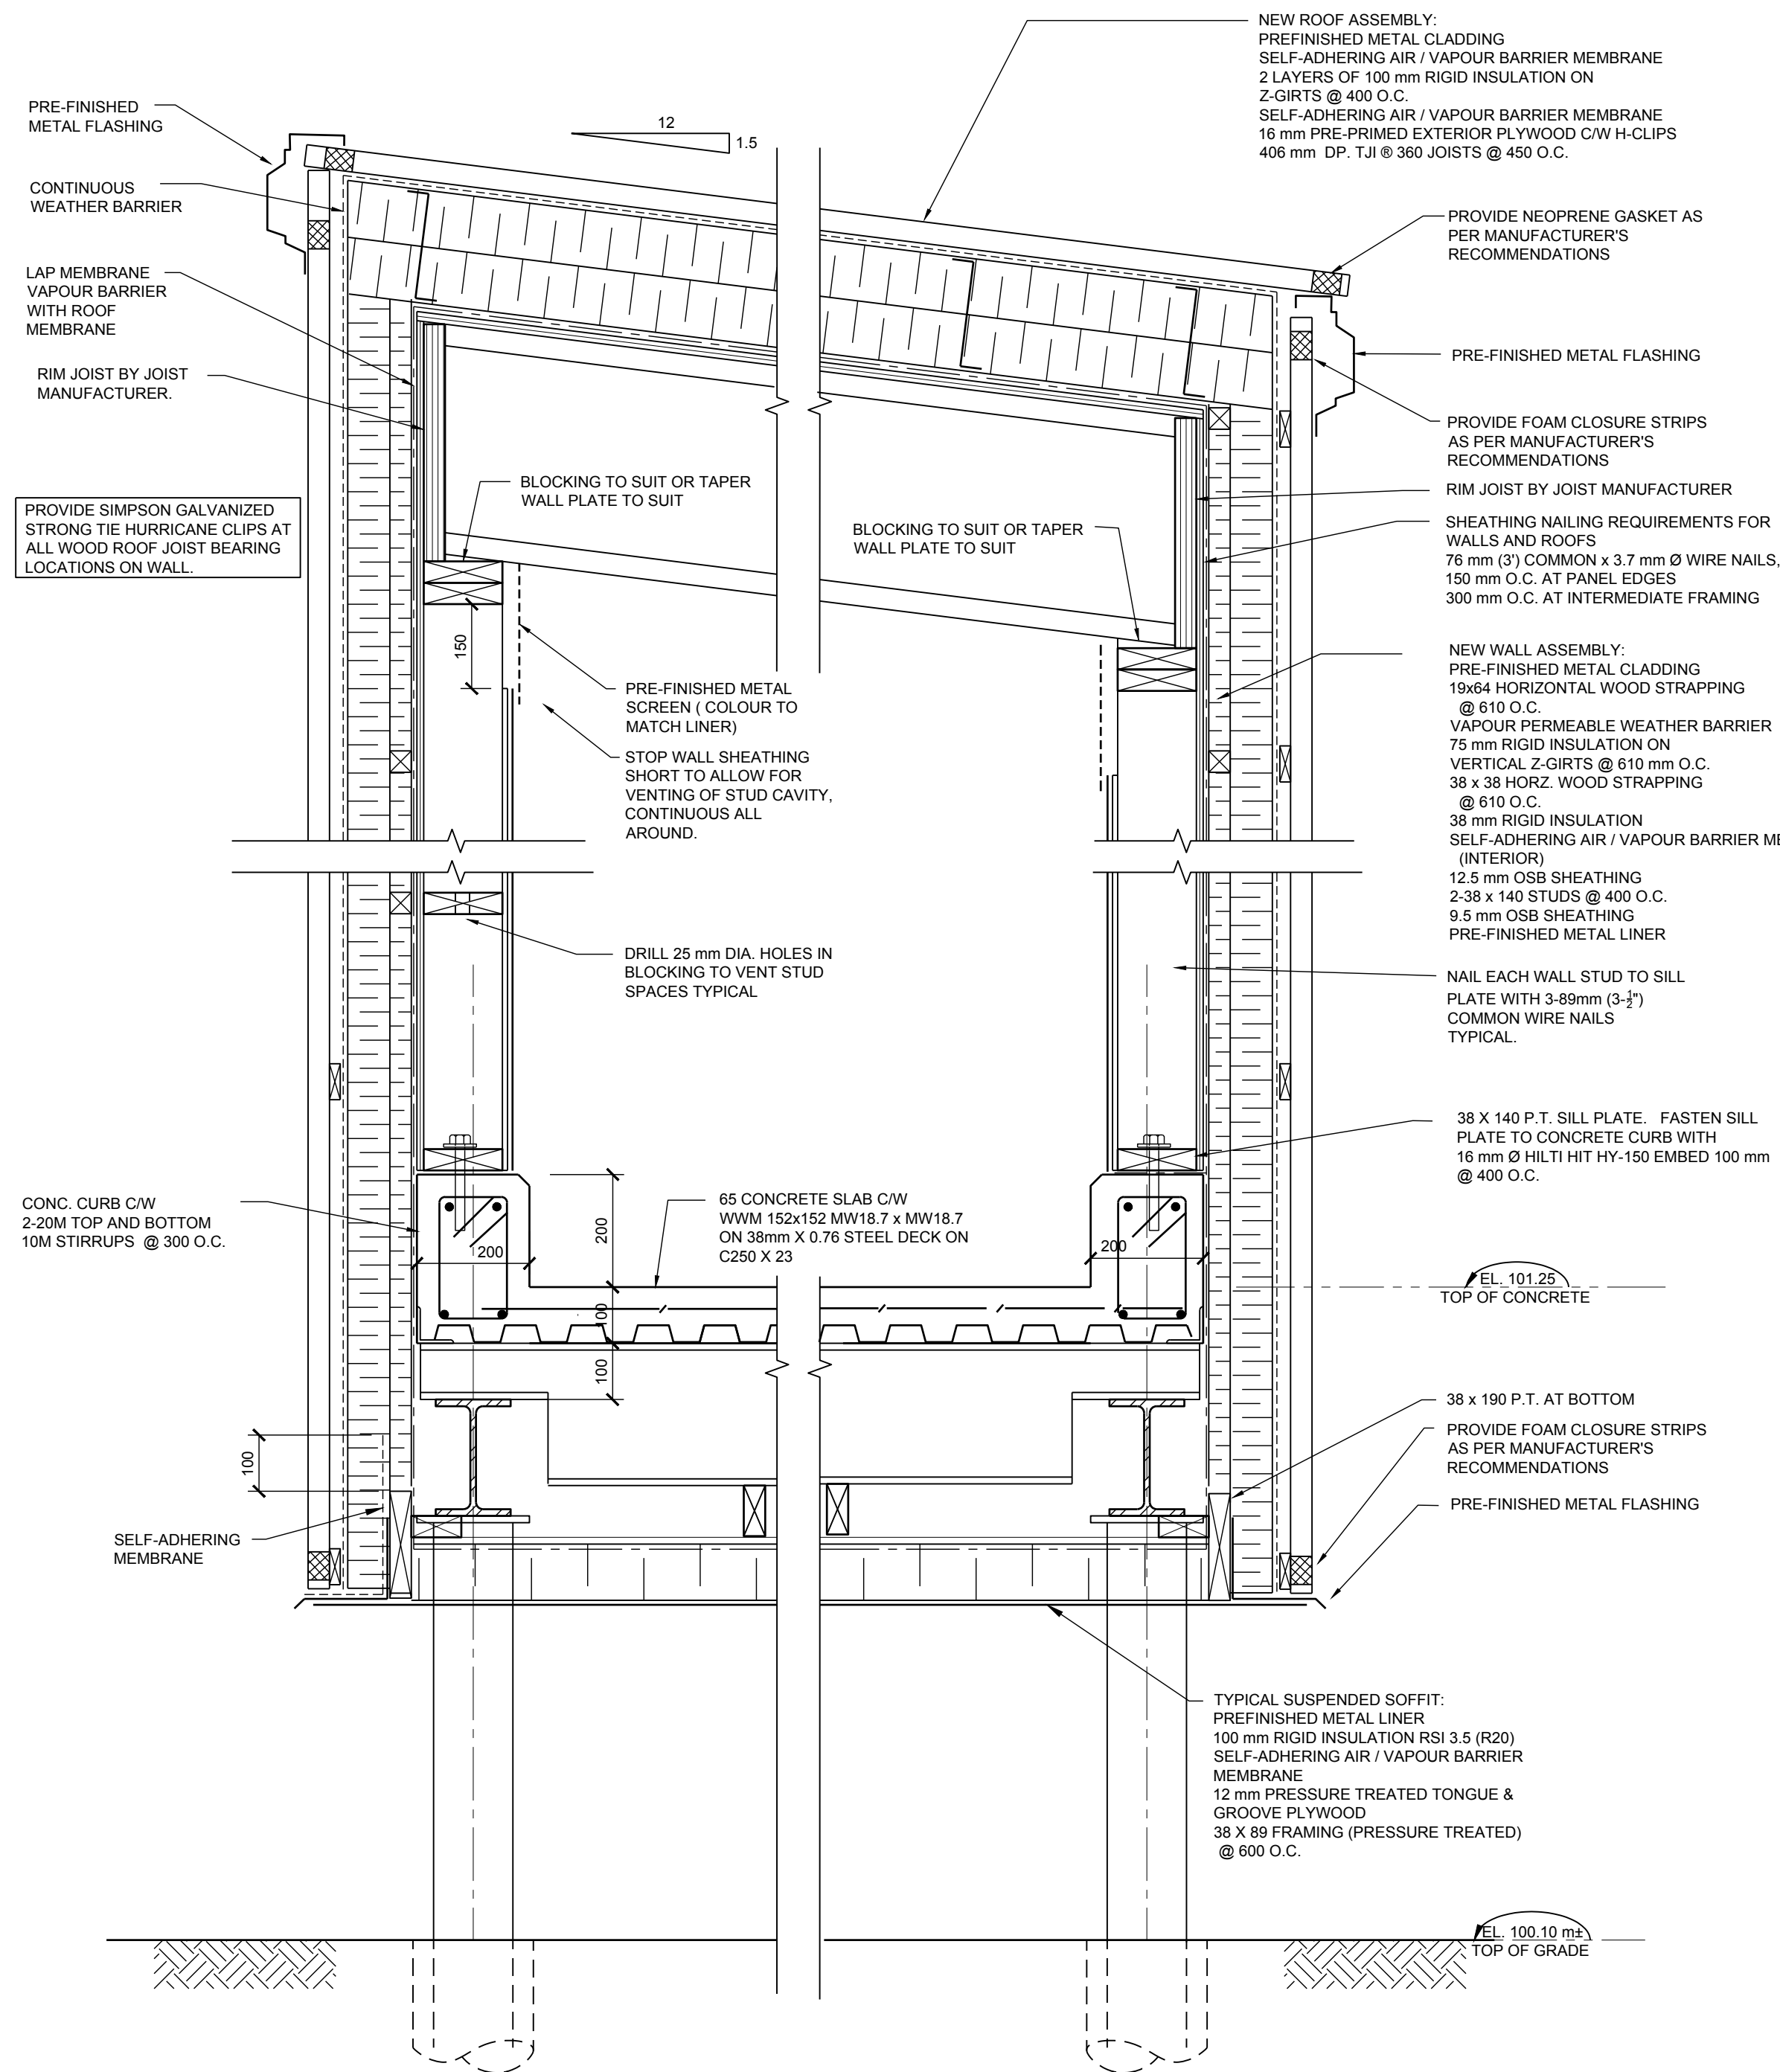 NEW ROOF ASSEMBLY:
PREFINISHED METAL CLADDING
SELF-ADHERING AIR / VAPOUR BARRIER MEMBRANE
2 LAYERS OF 100 mm RIGID INSULATION ON
Z-GIRTS @ 400 O.C.
SELF-ADHERING AIR / VAPOUR BARRIER MEMBRANE
16 mm PRE-PRIMED EXTERIOR PLYWOOD C/W H-CLIPS
406 mm DP. TJI ® 360 JOISTS @ 450 O.C.
PRE-FINISHED
METAL FLASHING
12
1.5
CONTINUOUS
WEATHER BARRIER
PROVIDE NEOPRENE GASKET AS
PER MANUFACTURER'S
RECOMMENDATIONS
LAP MEMBRANE
VAPOUR BARRIER
WITH ROOF
MEMBRANE
PRE-FINISHED METAL FLASHING
RIM JOIST BY JOIST
MANUFACTURER.
PROVIDE FOAM CLOSURE STRIPS
AS PER MANUFACTURER'S
RECOMMENDATIONS
BLOCKING TO SUIT OR TAPER
WALL PLATE TO SUIT
RIM JOIST BY JOIST MANUFACTURER
PROVIDE SIMPSON GALVANIZED
STRONG TIE HURRICANE CLIPS AT
ALL WOOD ROOF JOIST BEARING
LOCATIONS ON WALL.
BLOCKING TO SUIT OR TAPER
WALL PLATE TO SUIT
SHEATHING NAILING REQUIREMENTS FOR
WALLS AND ROOFS
76 mm (3') COMMON x 3.7 mm Ø WIRE NAILS,
150 mm O.C. AT PANEL EDGES
300 mm O.C. AT INTERMEDIATE FRAMING
150
PRE-FINISHED METAL
SCREEN ( COLOUR TO
MATCH LINER)
STOP WALL SHEATHING
SHORT TO ALLOW FOR
VENTING OF STUD CAVITY,
CONTINUOUS ALL
AROUND.
NEW WALL ASSEMBLY:
PRE-FINISHED METAL CLADDING
19x64 HORIZONTAL WOOD STRAPPING
@ 610 O.C.
VAPOUR PERMEABLE WEATHER BARRIER
75 mm RIGID INSULATION ON
VERTICAL Z-GIRTS @ 610 mm O.C.
38 x 38 HORZ. WOOD STRAPPING
@ 610 O.C.
38 mm RIGID INSULATION
SELF-ADHERING AIR / VAPOUR BARRIER
(INTERIOR)
12.5 mm OSB SHEATHING
2-38 x 140 STUDS @ 400 O.C.
9.5 mm OSB SHEATHING
PRE-FINISHED METAL LINER
DRILL 25 mm DIA. HOLES IN
BLOCKING TO VENT STUD
SPACES TYPICAL
NAIL EACH WALL STUD TO SILL
PLATE WITH 3-89mm (3-½")
COMMON WIRE NAILS
TYPICAL.
38 X 140 P.T. SILL PLATE. FASTEN SILL
PLATE TO CONCRETE CURB WITH
16 mm Ø HILTI HIT HY-150 EMBED 100 mm
@ 400 O.C.
CONC. CURB C/W
2-20M TOP AND BOTTOM
10M STIRRUPS @ 300 O.C.
200
200
65 CONCRETE SLAB C/W
WWM 152x152 MW18.7 x MW18.7
ON 38mm X 0.76 STEEL DECK ON
C250 X 23
200
EL. 101.25
TOP OF CONCRETE
100
100
38 x 190 P.T. AT BOTTOM
PROVIDE FOAM CLOSURE STRIPS
AS PER MANUFACTURER'S
RECOMMENDATIONS
100
PRE-FINISHED METAL FLASHING
SELF-ADHERING
MEMBRANE
TYPICAL SUSPENDED SOFFIT:
PREFINISHED METAL LINER
100 mm RIGID INSULATION RSI 3.5 (R20)
SELF-ADHERING AIR / VAPOUR BARRIER
MEMBRANE
12 mm PRESSURE TREATED TONGUE &
GROOVE PLYWOOD
38 X 89 FRAMING (PRESSURE TREATED)
@ 600 O.C.
EL. 100.10 m±
TOP OF GRADE